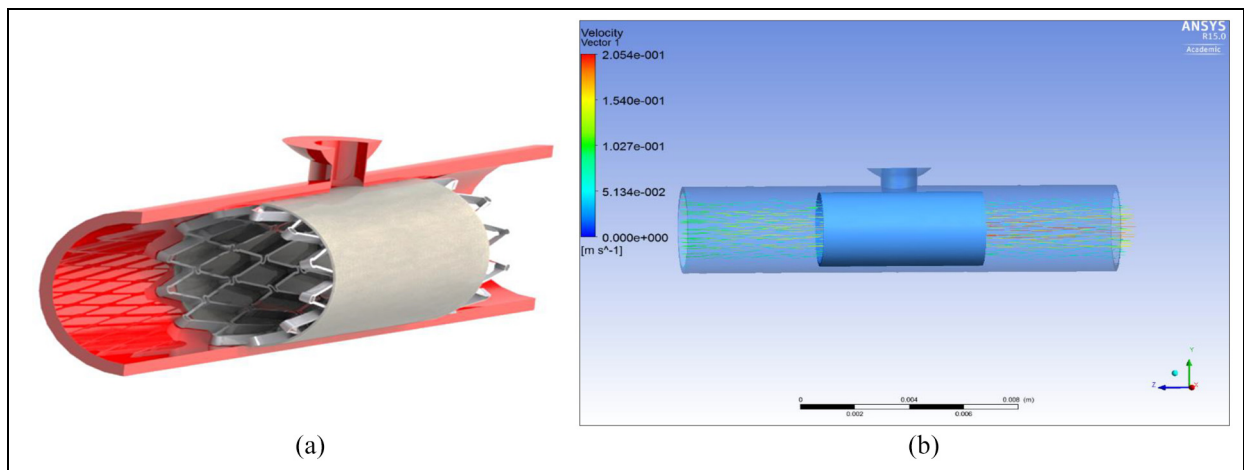 Velocity
Vector 1
2.054e-001
1.540e-001
1.027e-001
5.134e-002
0.000e+000
[m s^-1]
ANSYS
R15.0
Academic
Y
Z
X
0 0.004 0.008 (m)
0.002 0.006
(a) (b)